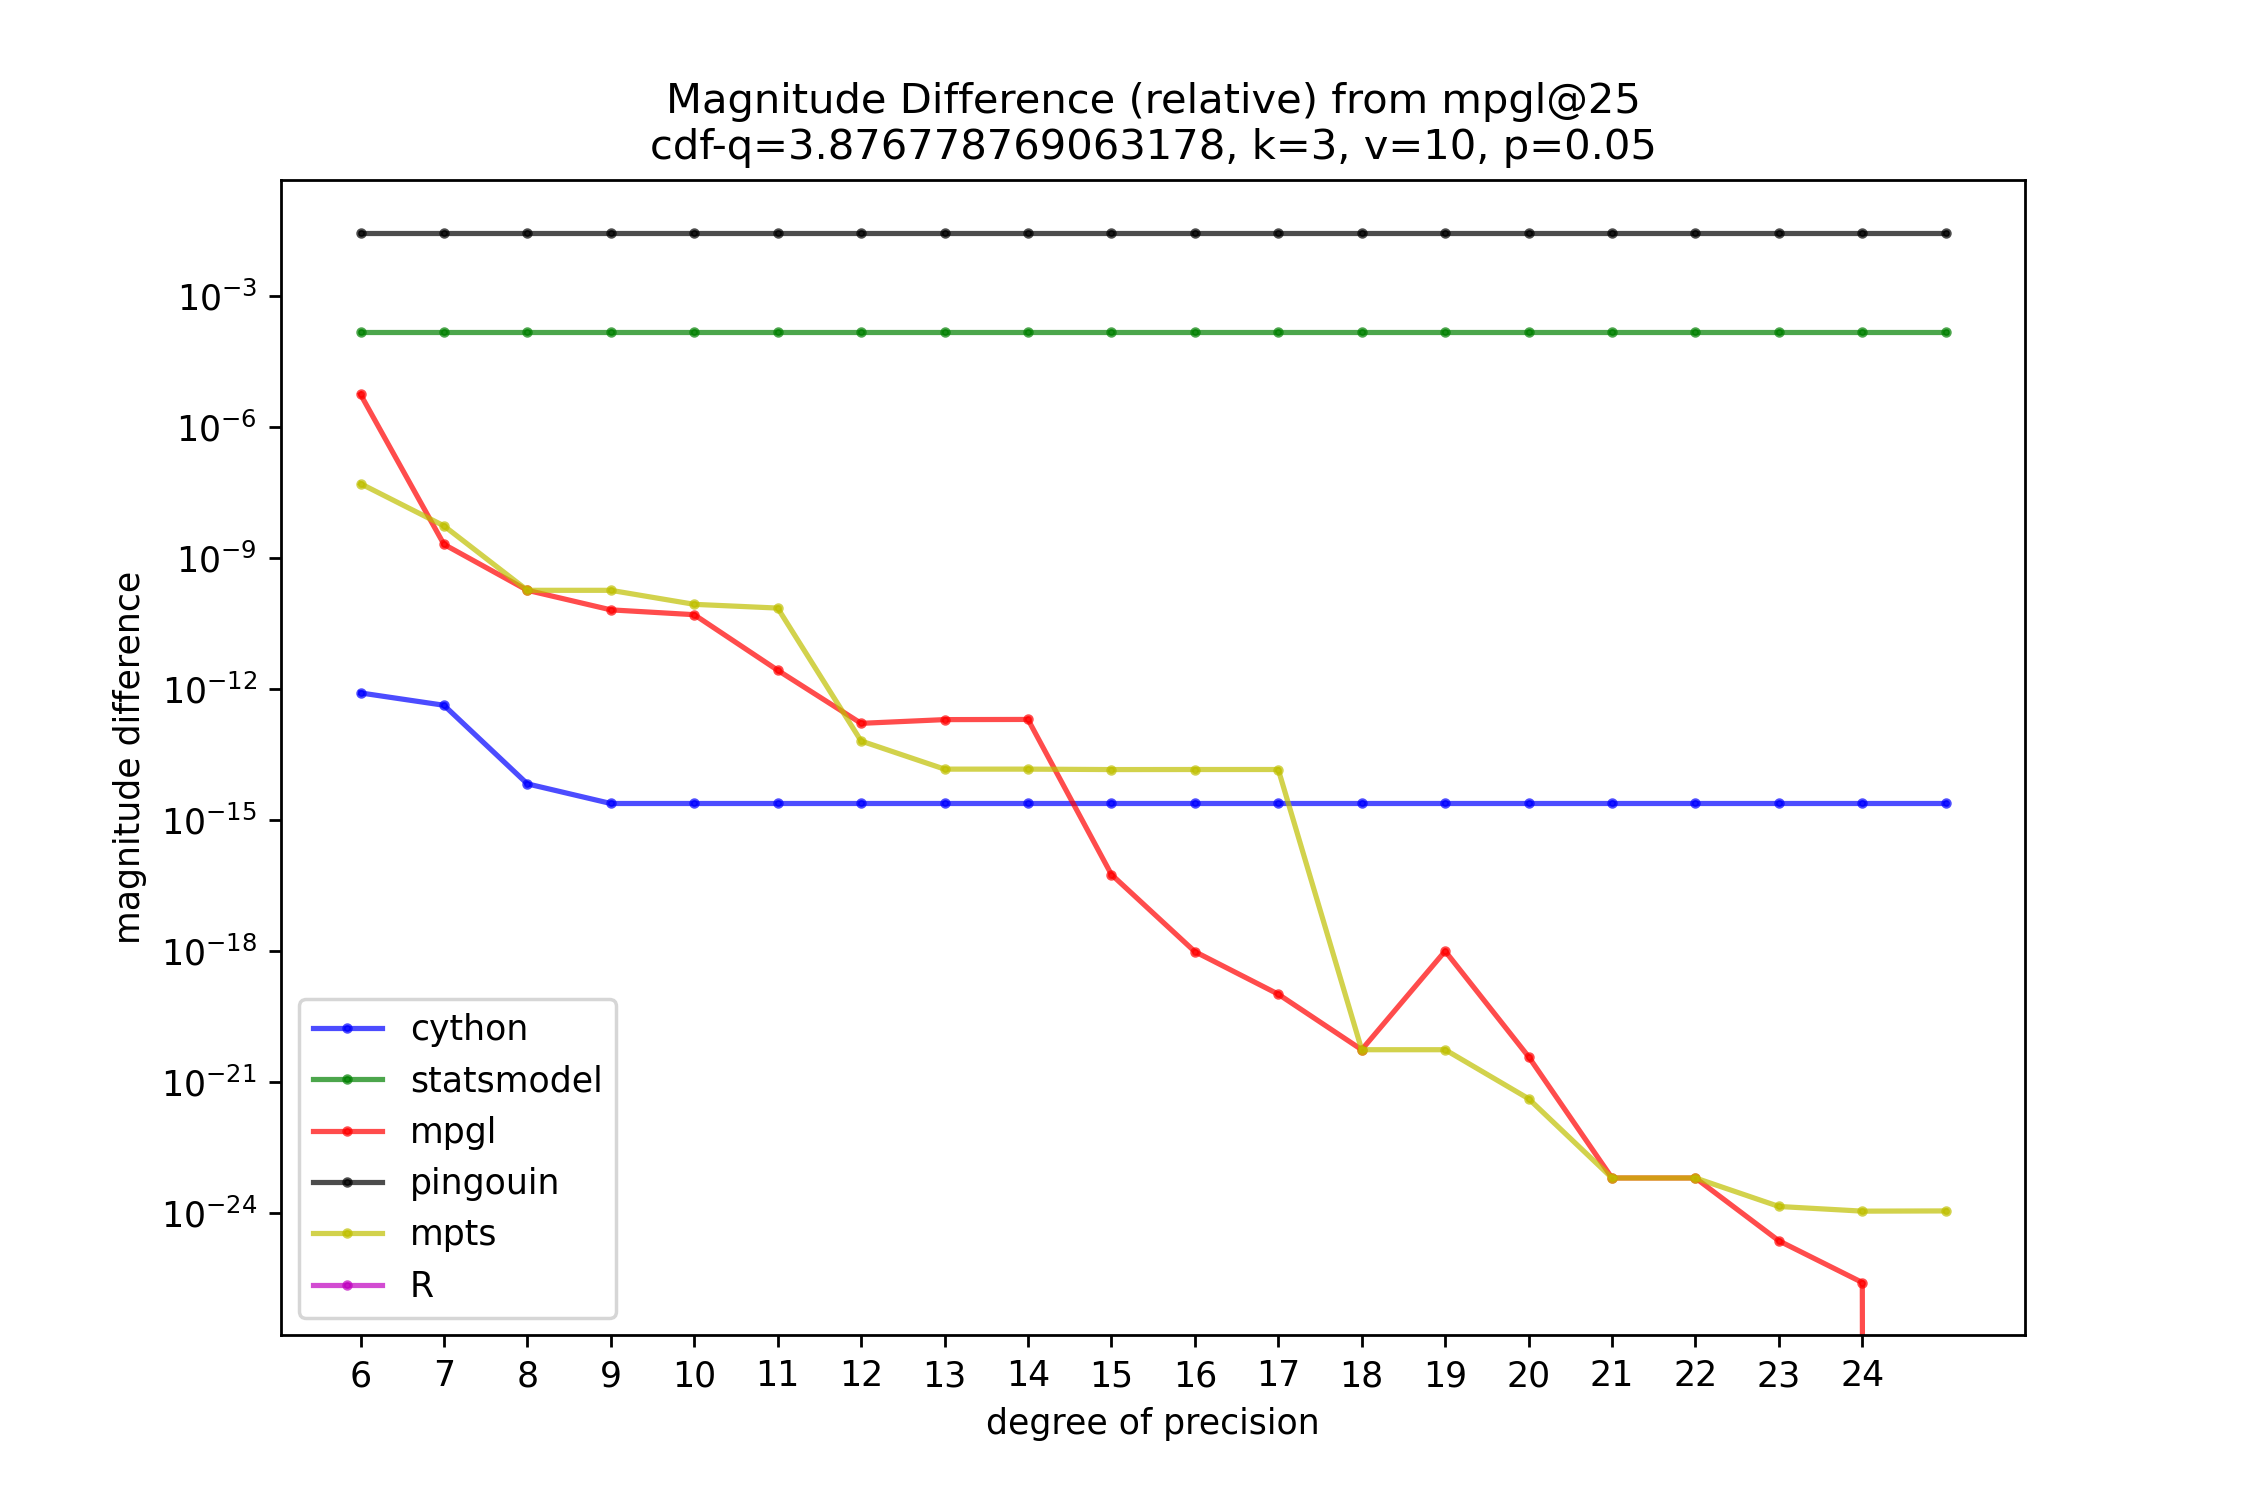 Magnitude Difference (relative) from mpgl@25
cdf-q=3.876778769063178, k=3, v=10, p=0.05
magnitude difference
10⁻³
10⁻⁶
10⁻⁹
10⁻¹²
10⁻¹⁵
10⁻¹⁸
10⁻²¹
10⁻²⁴
cython
statsmodel
mpgl
pingouin
mpts
R
6 7 8 9 10 11 12 13 14 15 16 17 18 19 20 21 22 23 24
degree of precision